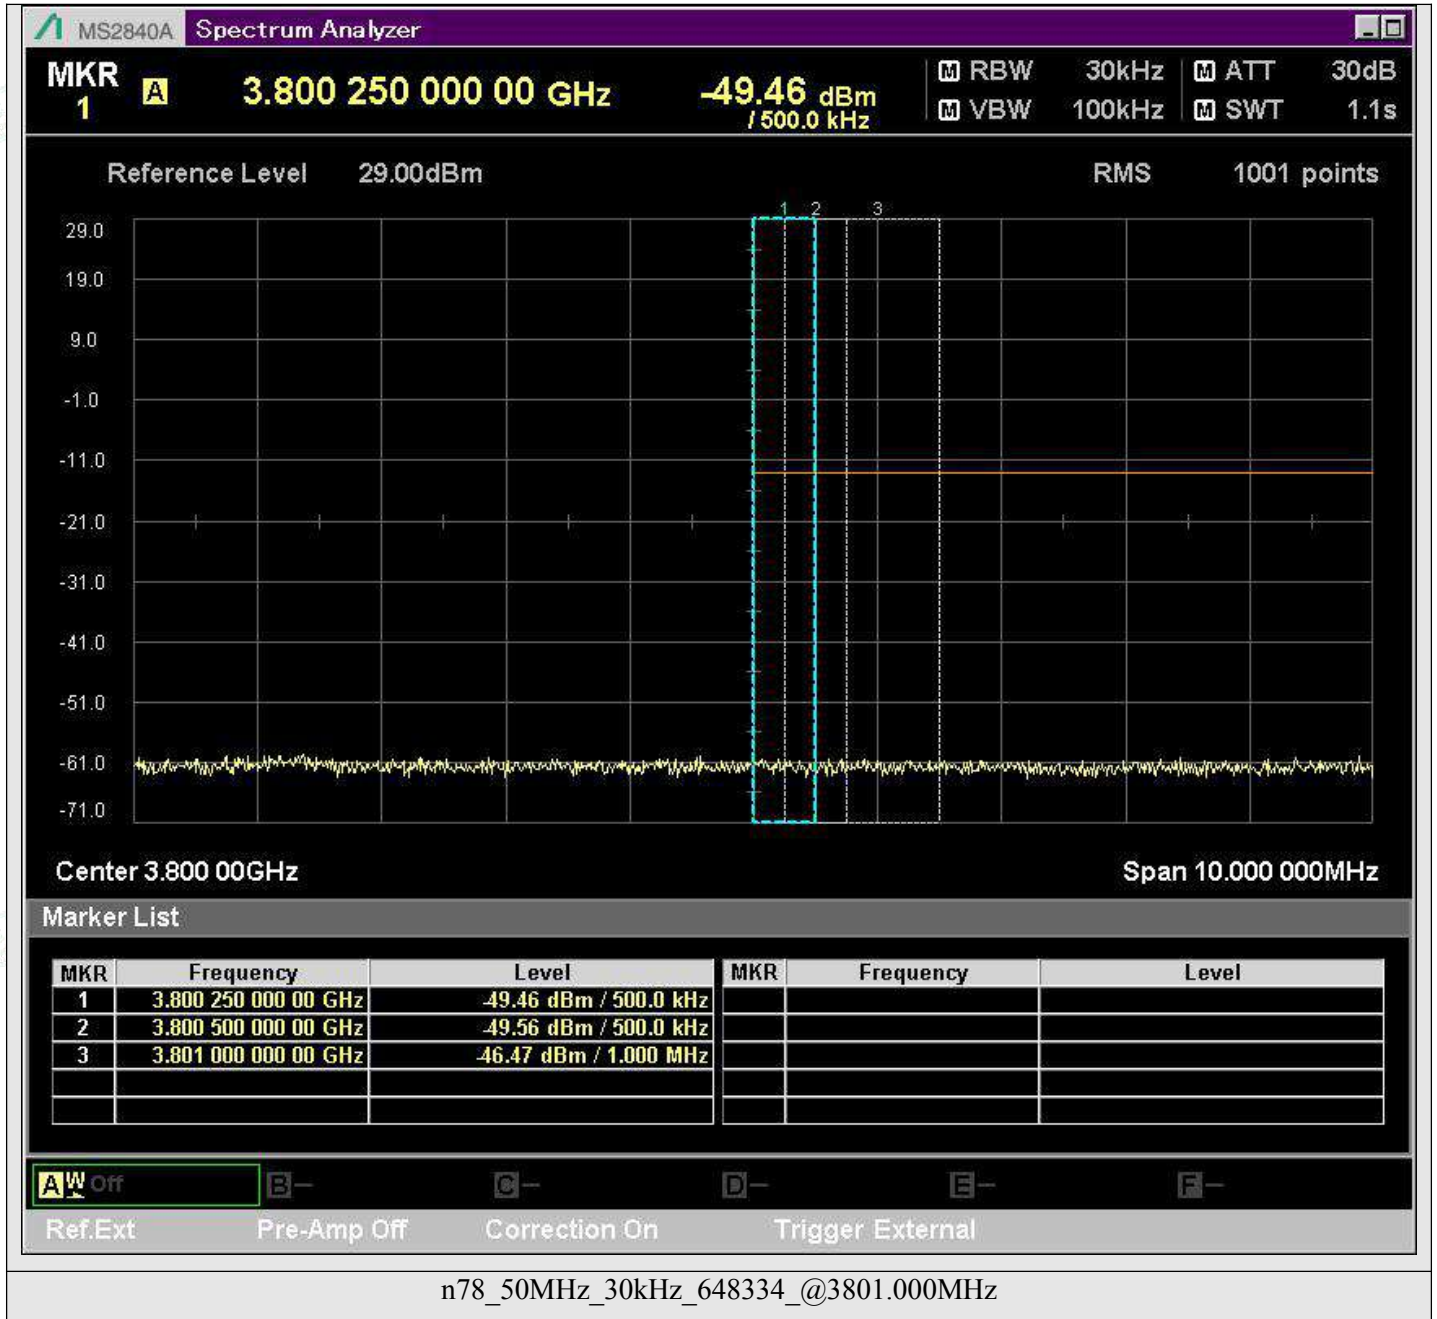 MS2840A Spectrum Analyzer
MKR 1 A 3.800 250 000 00 GHz -49.46 dBm / 500.0 kHz
M RBW 30kHz M ATT 30dB
M VBW 100kHz M SWT 1.1s
Reference Level 29.00dBm RMS 1001 points
1 2 3
29.0
19.0
9.0
-1.0
-11.0
-21.0
-31.0
-41.0
-51.0
-61.0
-71.0
Center 3.800 00GHz Span 10.000 000MHz
Marker List
MKR Frequency Level MKR Frequency Level
1 3.800 250 000 00 GHz -49.46 dBm / 500.0 kHz
2 3.800 500 000 00 GHz -49.56 dBm / 500.0 kHz
3 3.801 000 000 00 GHz -46.47 dBm / 1.000 MHz
A W Off B - C - D - E - F -
Ref.Ext Pre-Amp Off Correction On Trigger External
n78_50MHz_30kHz_648334_@3801.000MHz